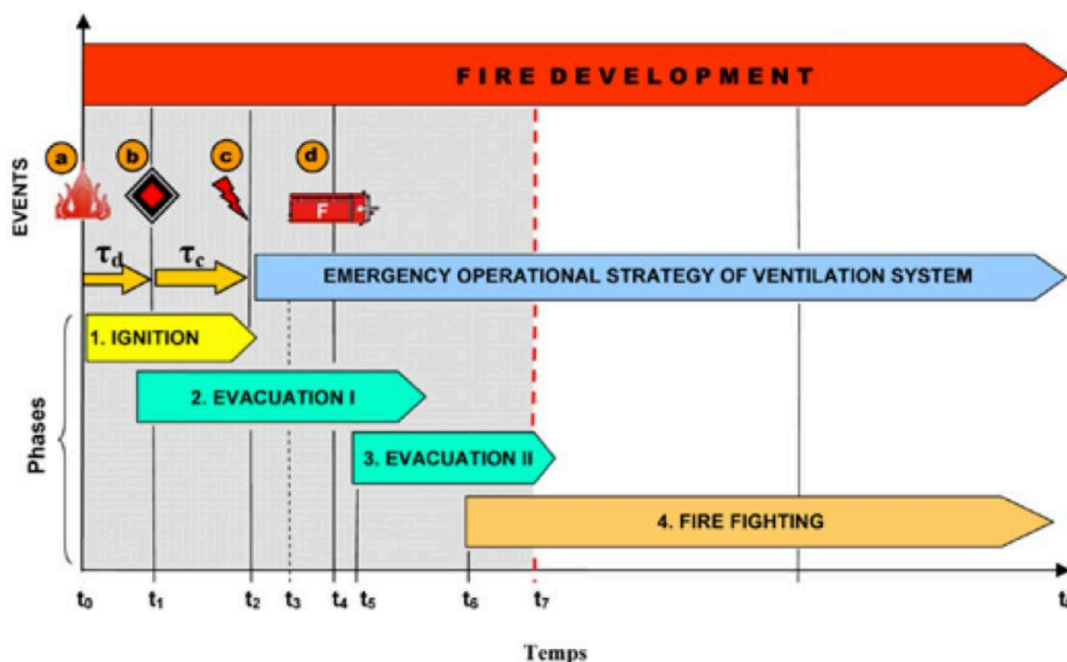 FIRE DEVELOPMENT
EVENTS
a
b
c
d
F
τd
τc
EMERGENCY OPERATIONAL STRATEGY OF VENTILATION SYSTEM
Phases
1. IGNITION
2. EVACUATION I
3. EVACUATION II
4. FIRE FIGHTING
t0 t1 t2 t3 t4 t5 t6 t7
Temps